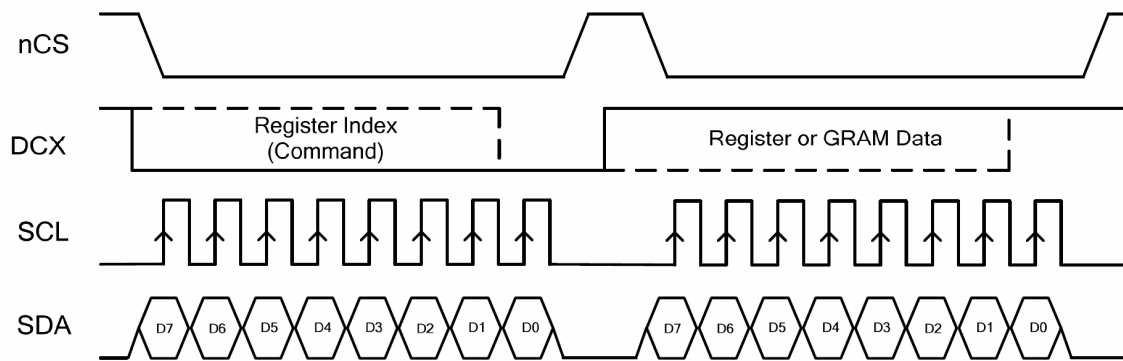 nCS
DCX
Register Index
(Command)
Register or GRAM Data
SCL
SDA
D7 D6 D5 D4 D3 D2 D1 D0 D7 D6 D5 D4 D3 D2 D1 D0